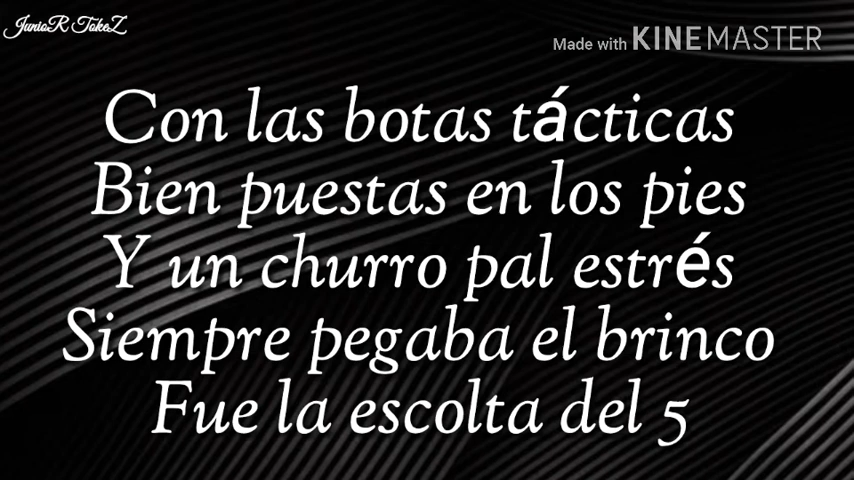 JunioR TokeZ
Made with KINEMASTER
Con las botas tácticas
Bien puestas en los pies
Y un churro pal estrés
Siempre pegaba el brinco
Fue la escolta del 5